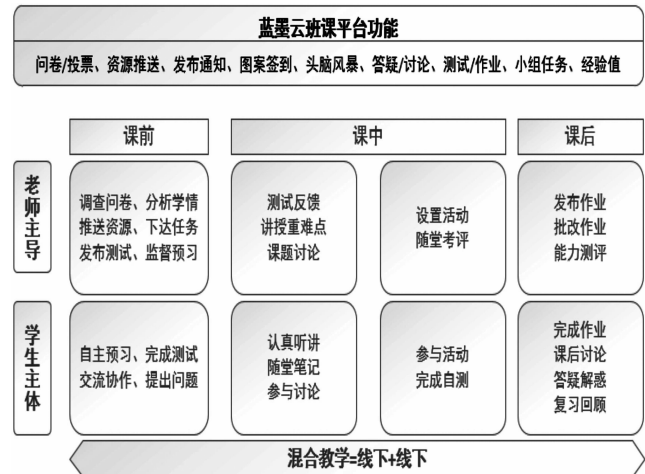 蓝墨云班课平台功能
问卷/投票、资源推送、发布通知、图案签到、头脑风暴、答疑/讨论、测试/作业、小组任务、经验值
课前
课中
课后
老师主导
调查问卷、分析学情
推送资源、下达任务
发布测试、监督预习
测试反馈
讲授重难点
课题讨论
设置活动
随堂考评
发布作业
批改作业
能力测评
学生主体
自主预习、完成测试
交流协作、提出问题
认真听讲
随堂笔记
参与讨论
参与活动
完成自测
完成作业
课后讨论
答疑解惑
复习回顾
混合教学=线下+线下